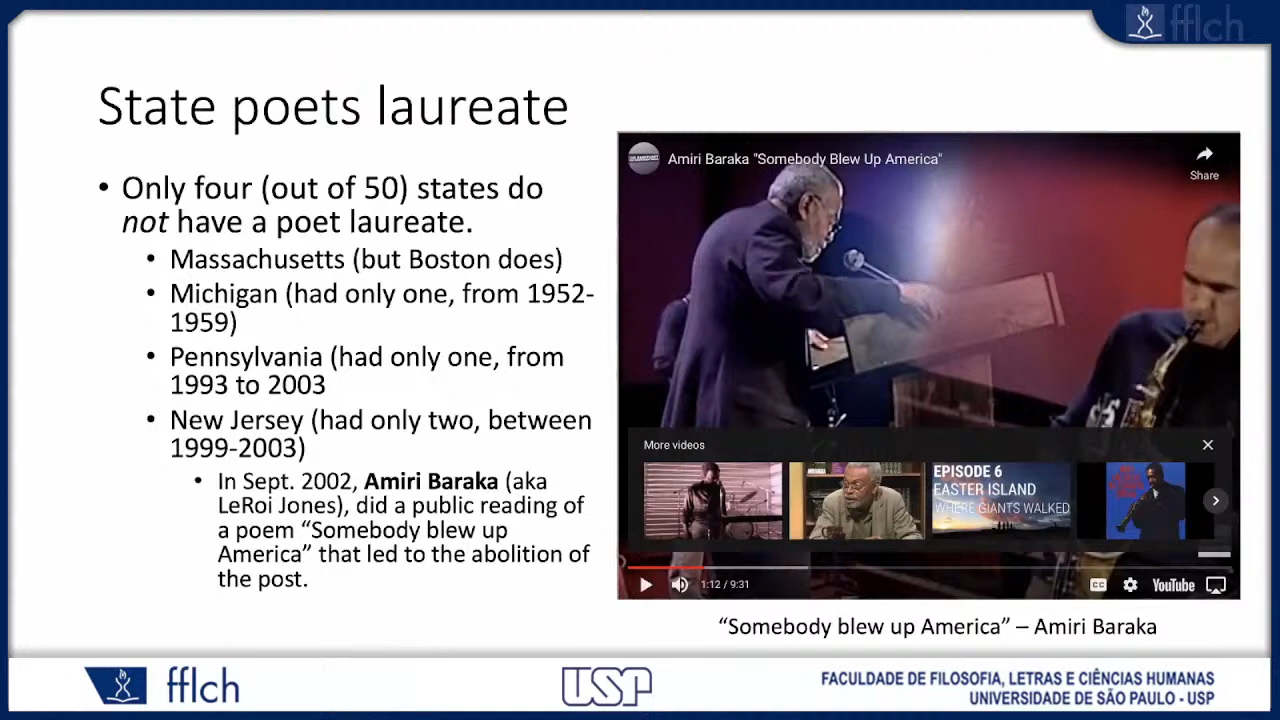 fflch
State poets laureate
• Only four (out of 50) states do
not have a poet laureate.
• Massachusetts (but Boston does)
• Michigan (had only one, from 1952-
1959)
• Pennsylvania (had only one, from
1993 to 2003
• New Jersey (had only two, between
1999-2003)
• In Sept. 2002, Amiri Baraka (aka
LeRoi Jones), did a public reading of
a poem “Somebody blew up
America” that led to the abolition of
the post.
Amiri Baraka "Somebody Blew Up America"
Share
More videos
EPISODE 6
EASTER ISLAND
WHERE GIANTS WALKED
1:12 / 9:31
CC
YouTube
“Somebody blew up America” – Amiri Baraka
fflch
USP
FACULDADE DE FILOSOFIA, LETRAS E CIÊNCIAS HUMANAS
UNIVERSIDADE DE SÃO PAULO - USP